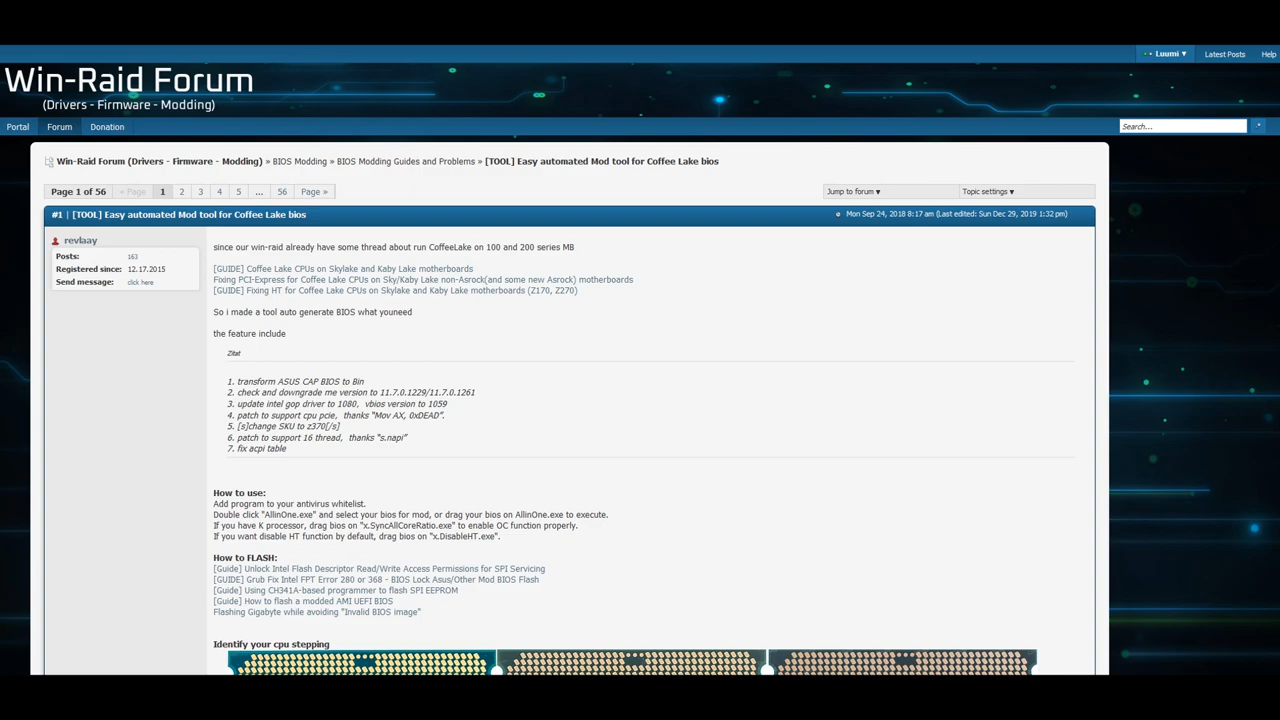 Luumi ▾ Latest Posts Help
Win-Raid Forum
(Drivers - Firmware - Modding)
Portal Forum Donation Search...
Win-Raid Forum (Drivers - Firmware - Modding) » BIOS Modding » BIOS Modding Guides and Problems » [TOOL] Easy automated Mod tool for Coffee Lake bios
Page 1 of 56 « Page 1 2 3 4 5 ... 56 Page » Jump to forum ▾ Topic settings ▾
#1 | [TOOL] Easy automated Mod tool for Coffee Lake bios Mon Sep 24, 2018 8:17 am (Last edited: Sun Dec 29, 2019 1:32 pm)
revlaay
Posts: 163
Registered since: 12.17.2015
Send message: click here
since our win-raid already have some thread about run CoffeeLake on 100 and 200 series MB
[GUIDE] Coffee Lake CPUs on Skylake and Kaby Lake motherboards
Fixing PCI-Express for Coffee Lake CPUs on Sky/Kaby Lake non-Asrock(and some new Asrock) motherboards
[GUIDE] Fixing HT for Coffee Lake CPUs on Skylake and Kaby Lake motherboards (Z170, Z270)
So i made a tool auto generate BIOS what youneed
the feature include
Zitat
1. transform ASUS CAP BIOS to Bin
2. check and downgrade me version to 11.7.0.1229/11.7.0.1261
3. update intel gop driver to 1080, vbios version to 1059
4. patch to support cpu pcie, thanks "Mov AX, 0xDEAD".
5. [s]change SKU to z370[/s]
6. patch to support 16 thread, thanks "s.napi"
7. fix acpi table
How to use:
Add program to your antivirus whitelist.
Double click "AllinOne.exe" and select your bios for mod, or drag your bios on AllinOne.exe to execute.
If you have K processor, drag bios on "x.SyncAllCoreRatio.exe" to enable OC function properly.
If you want disable HT function by default, drag bios on "x.DisableHT.exe".
How to FLASH:
[Guide] Unlock Intel Flash Descriptor Read/Write Access Permissions for SPI Servicing
[GUIDE] Grub Fix Intel FPT Error 280 or 368 - BIOS Lock Asus/Other Mod BIOS Flash
[Guide] Using CH341A-based programmer to flash SPI EEPROM
[Guide] How to flash a modded AMI UEFI BIOS
Flashing Gigabyte while avoiding "Invalid BIOS image"
Identify your cpu stepping